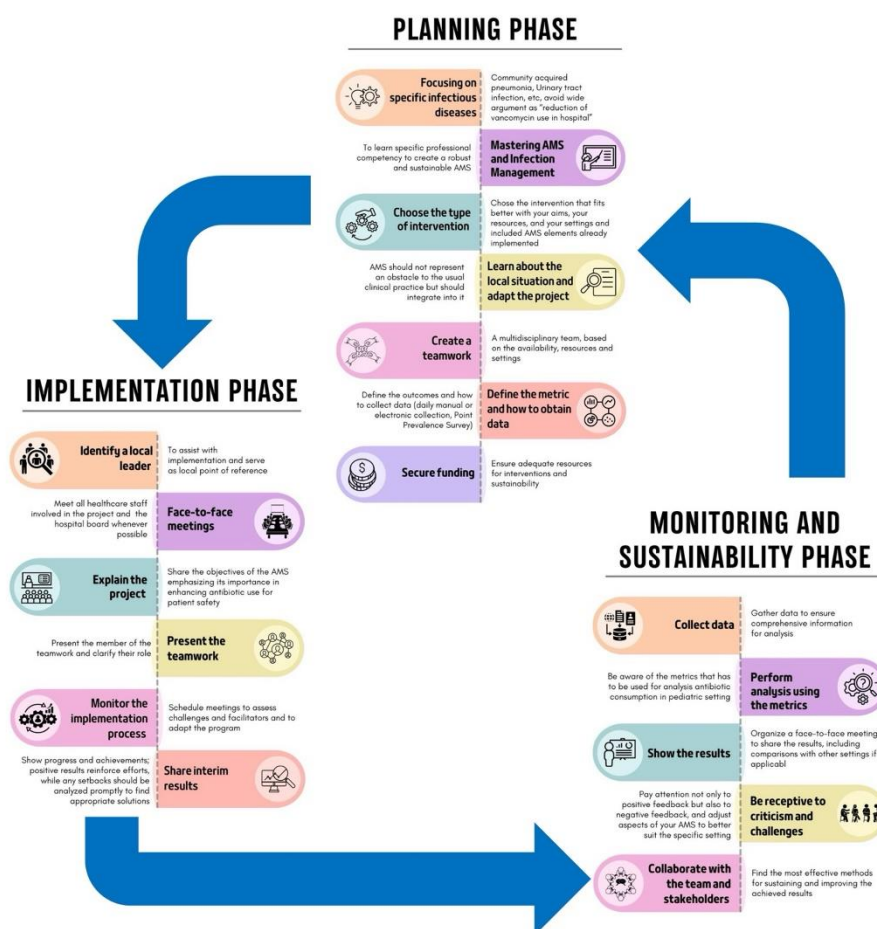 PLANNING PHASE
Focusing on
specific infectious
diseases
Community acquired
pneumonia, Urinary tract
infection, etc, avoid wide
argument as "reduction of
vancomycin use in hospital"
To learn specific professional
competency to create a robust
and sustainable AMS
Mastering AMS
and Infection
Management
Choose the type
of intervention
Chose the intervention that fits
better with your aims, your
resources, and your settings and
included AMS elements already
implemented
AMS should not represent
an obstacle to the usual
clinical practice but should
integrate into it
Learn about the
local situation and
adapt the project
Create a
teamwork
A multidisciplinary team, based
on the availability, resources and
settings
Define the outcomes and how
to collect data (daily manual or
electronic collection, Point
Prevalence Survey)
Define the metric
and how to obtain
data
Secure funding
Ensure adequate resources
for interventions and
sustainability
IMPLEMENTATION PHASE
Identify a local
leader
To assist with
implementation and serve
as local point of reference
Meet all healthcare staff
involved in the project and the
hospital board whenever
possible
Face-to-face
meetings
Explain the
project
Share the objectives of the AMS
emphasizing its importance in
enhancing antibiotic use for
patient safety
Present the member of the
teamwork and clarify their role
Present the
teamwork
Monitor the
implementation
process
Schedule meetings to assess
challenges and facilitators and to
adapt the program
Show progress and achievements;
positive results reinforce efforts,
while any setbacks should be
analyzed promptly to find
appropriate solutions
Share interim
results
MONITORING AND
SUSTAINABILITY PHASE
Collect data
Gather data to ensure
comprehensive information
for analysis
Be aware of the metrics that has
to be used for analysis antibiotic
consumption in pediatric setting
Perform
analysis using
the metrics
Show the results
Organize a face-to-face meeting
to share the results, including
comparisons with other settings if
applicabl
Pay attention not only to
positive feedback but also to
negative feedback, and adjust
aspects of your AMS to better
suit the specific setting
Be receptive to
criticism and
challenges
Collaborate with
the team and
stakeholders
Find the most effective methods
for sustaining and improving the
achieved results